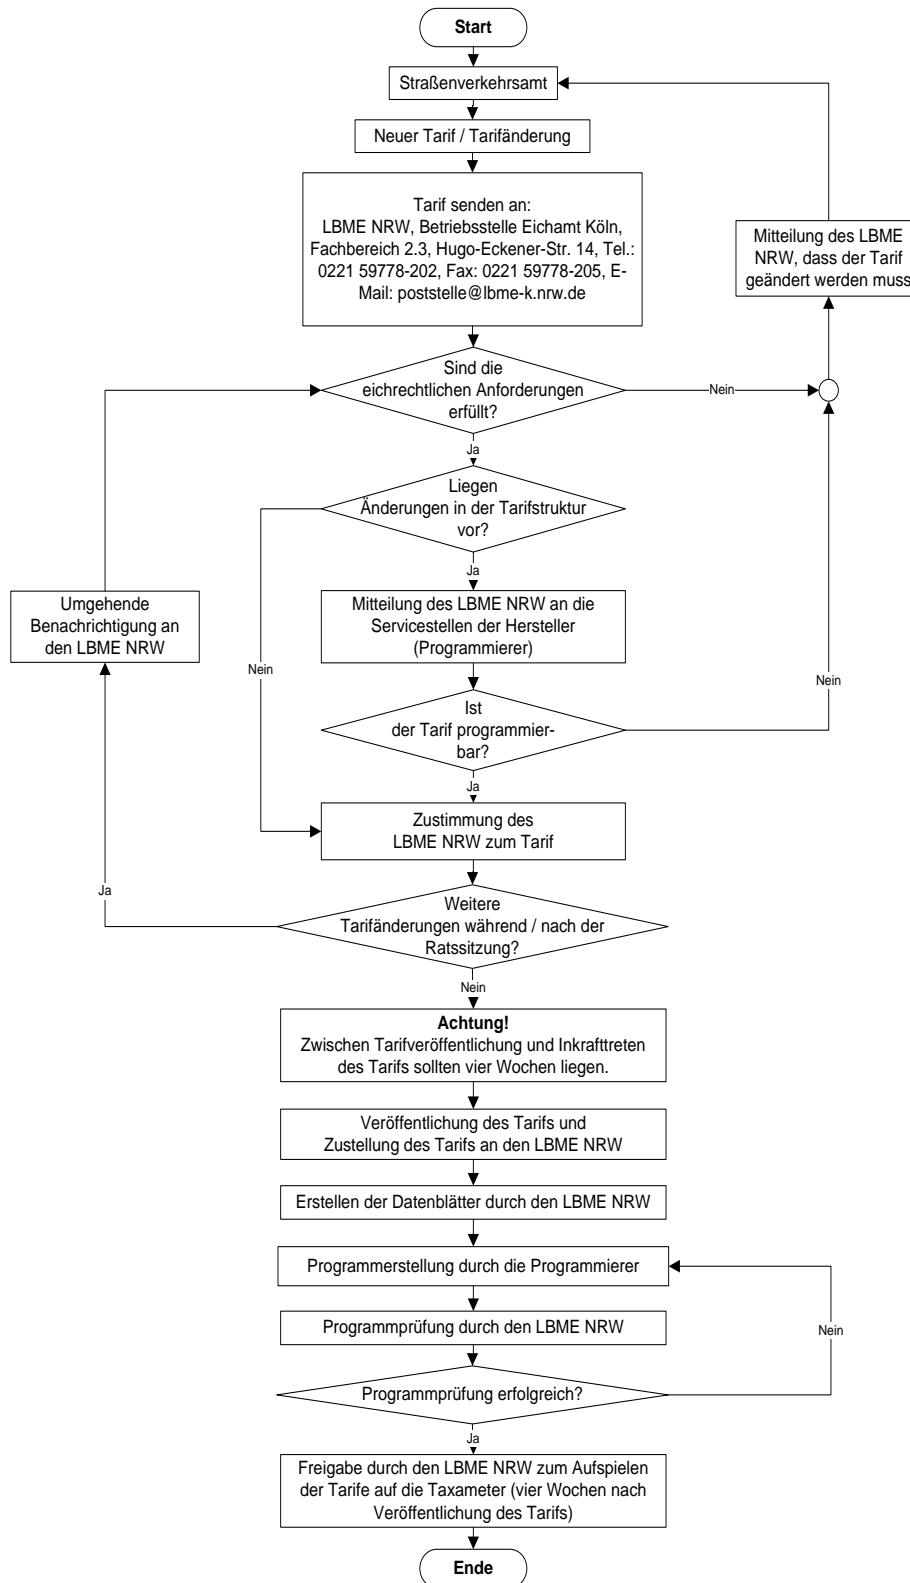 Start
Straßenverkehrsamt
Neuer Tarif / Tarifänderung
Tarif senden an:
LBME NRW, Betriebsstelle Eichamt Köln,
Fachbereich 2.3, Hugo-Eckener-Str. 14, Tel.:
0221 59778-202, Fax: 0221 59778-205, E-
Mail: poststelle@lbme-k.nrw.de
Mitteilung des LBME
NRW, dass der Tarif
geändert werden muss
Sind die
eichrechtlichen Anforderungen
erfüllt?
Nein
Ja
Liegen
Änderungen in der Tarifstruktur
vor?
Ja
Umgehende
Benachrichtigung an
den LBME NRW
Mitteilung des LBME NRW an die
Servicestellen der Hersteller
(Programmierer)
Nein
Nein
Ist
der Tarif programmier-
bar?
Ja
Zustimmung des
LBME NRW zum Tarif
Ja
Weitere
Tarifänderungen während / nach der
Ratssitzung?
Nein
Achtung!
Zwischen Tarifveröffentlichung und Inkrafttreten
des Tarifs sollten vier Wochen liegen.
Veröffentlichung des Tarifs und
Zustellung des Tarifs an den LBME NRW
Erstellen der Datenblätter durch den LBME NRW
Programmerstellung durch die Programmierer
Programmprüfung durch den LBME NRW
Nein
Programmprüfung erfolgreich?
Ja
Freigabe durch den LBME NRW zum Aufspielen
der Tarife auf die Taxameter (vier Wochen nach
Veröffentlichung des Tarifs)
Ende